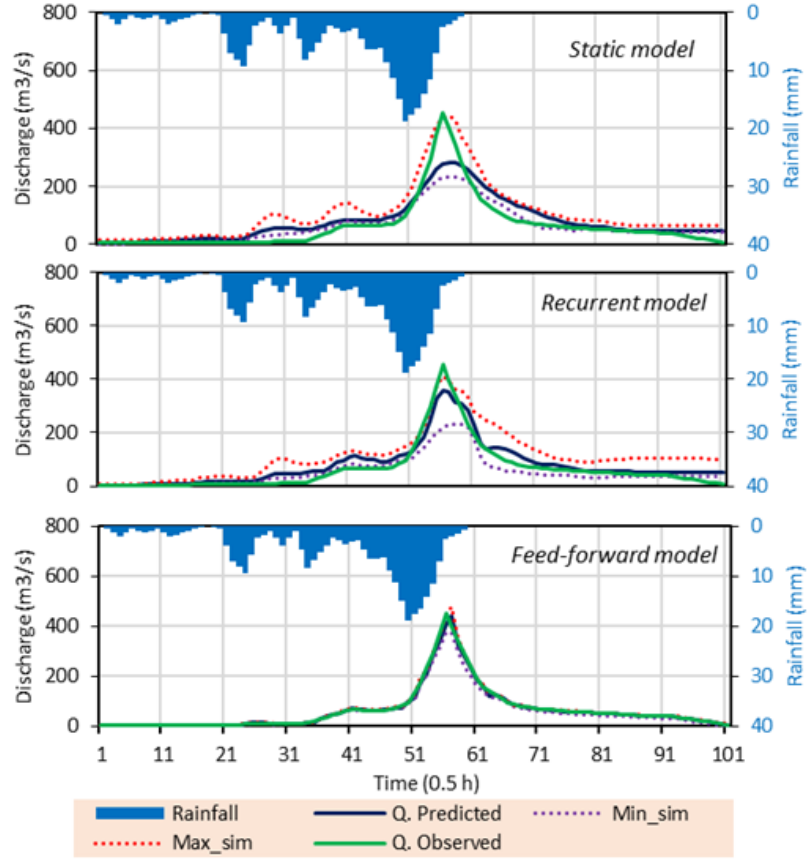 800
600
400
200
0
Discharge (m3/s)
Static model
0
10
20
30
40
Rainfall (mm)
800
600
400
200
0
Discharge (m3/s)
Recurrent model
0
10
20
30
40
Rainfall (mm)
800
600
400
200
0
Discharge (m3/s)
Feed-forward model
0
10
20
30
40
Rainfall (mm)
1 11 21 31 41 51 61 71 81 91 101
Time (0.5 h)
Rainfall Q. Predicted Min_sim
Max_sim Q. Observed